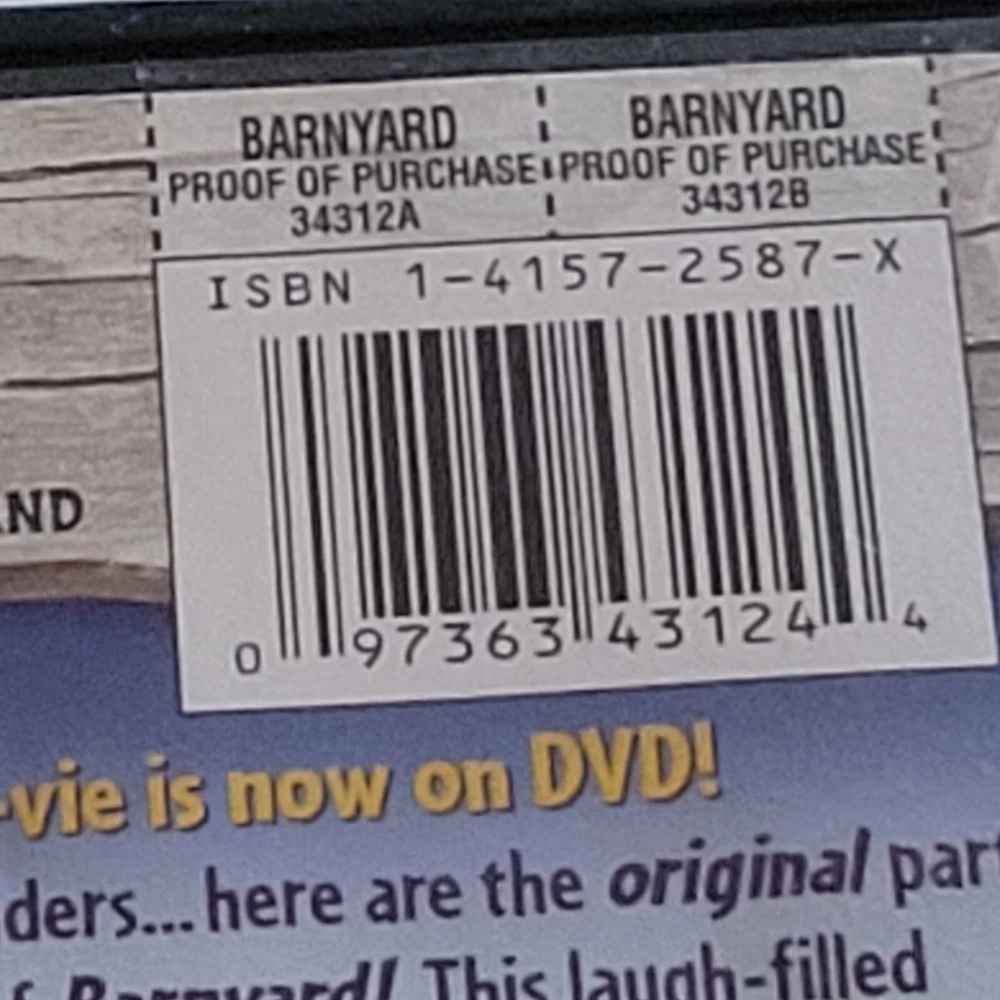 BARNYARD BARNYARD
PROOF OF PURCHASE PROOF OF PURCHASE
34312A 34312B
ISBN 1-4157-2587-X
0 97363 43124 4
ND
-vie is now on DVD!
ders... here are the original par
Barnyard! This laugh-filled